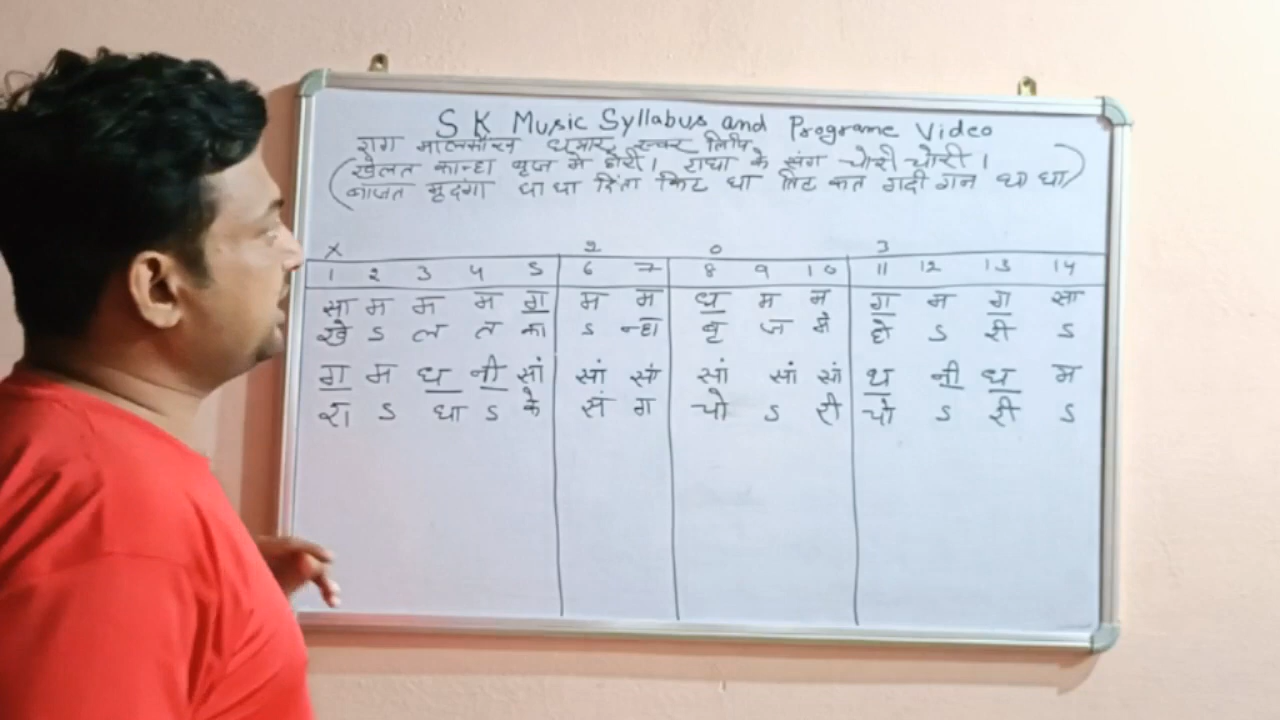 S K Music Syllabus and Programe Video
राग मालकौंस धमार स्वर लिपि
(खेलत कान्हा बृज मे होरी। राधा के संग चोरी चोरी।
बाजत मृदंगा धा धा दिंता किट धा तिट कत गदी गन धा धा)
X २ 0 3
1 2 3 4 5 6 7 8 9 10 11 12 13 14
सा म म म ग॒ म म ध॒ म म ग॒ म ग॒ सा
खे ऽ ल त का ऽ न्हा बृ ज मे हो ऽ री ऽ
ग॒ म ध॒ नी॒ सां सां सां सां सां सां ध॒ नी॒ ध॒ म
रा ऽ धा ऽ के सं ग चो ऽ री चो ऽ री ऽ